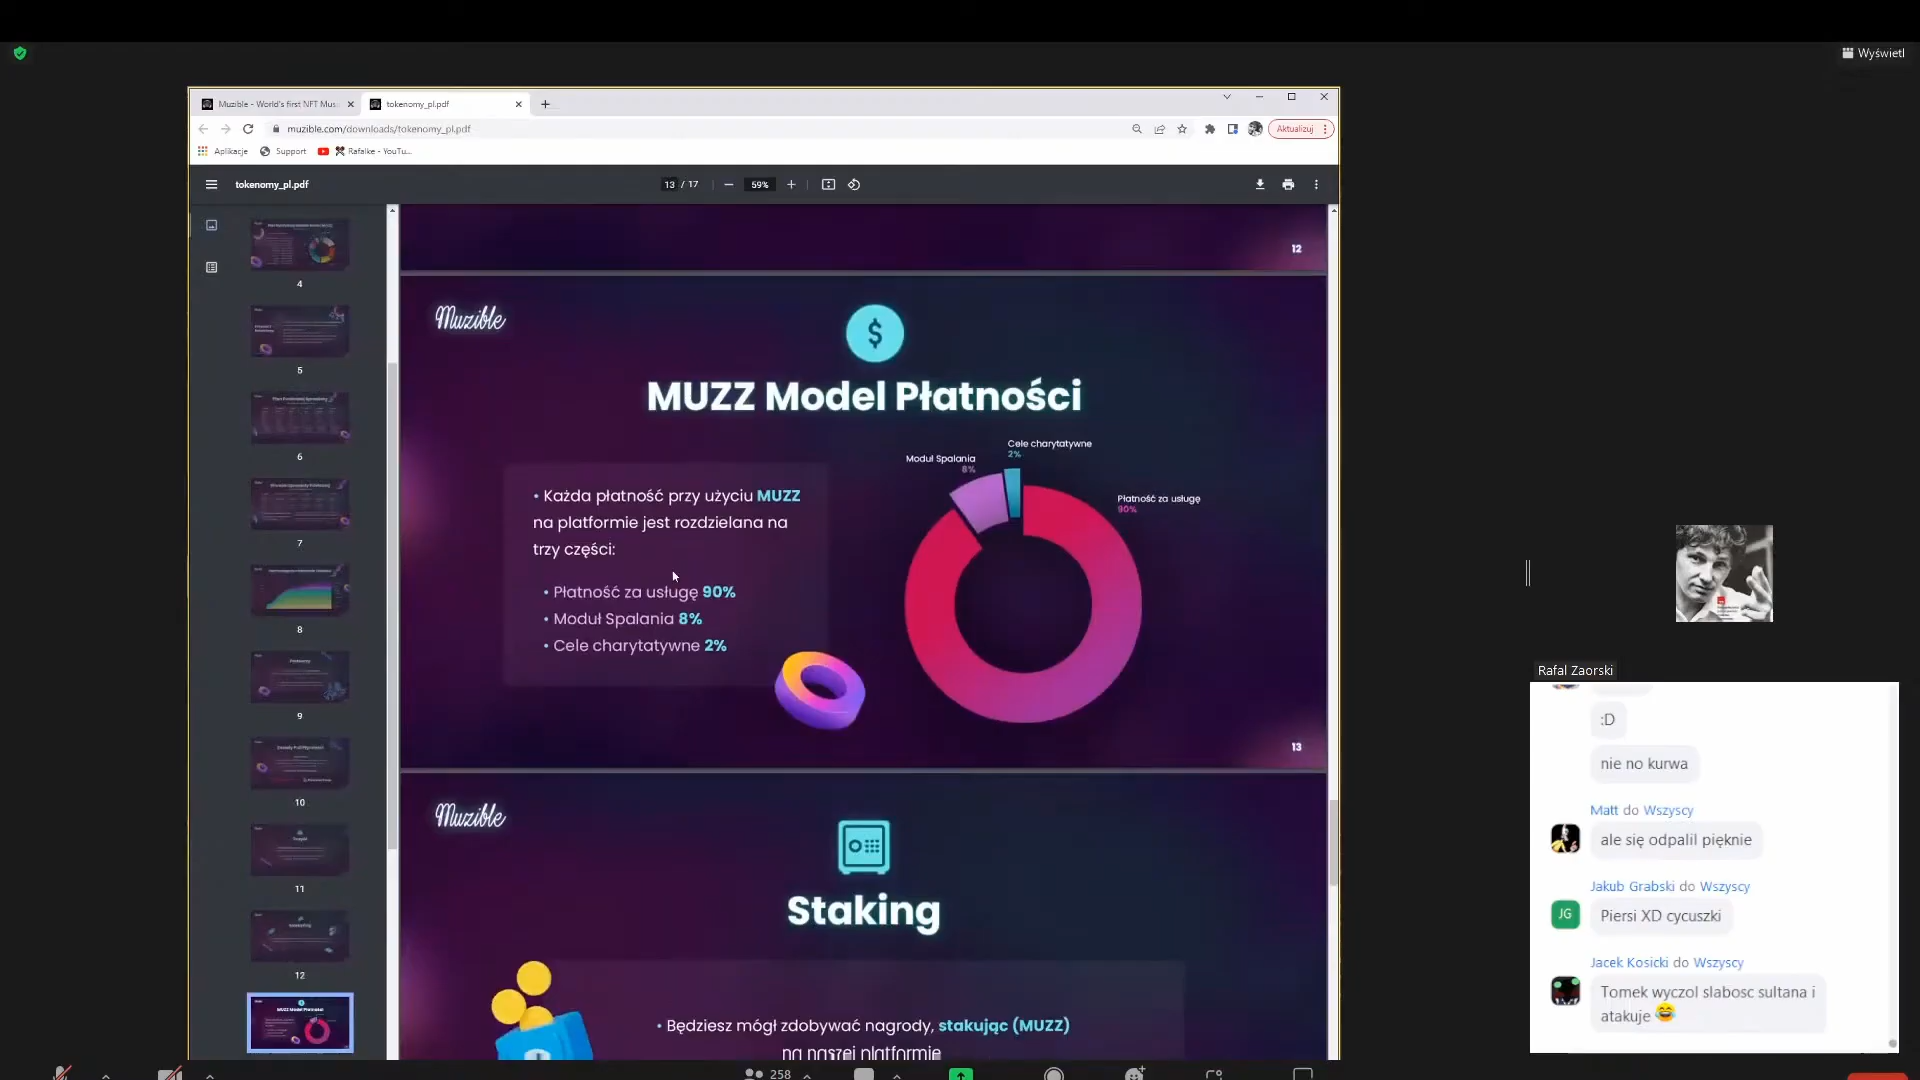 Wyświetl
Muzible - World's first NFT Mus
tokenomy_pl.pdf
muzible.com/downloads/tokenomy_pl.pdf
Aktualizuj
Aplikacje
Support
Rafalke - YouTu...
tokenomy_pl.pdf
13 / 17
59%
4
5
6
7
8
9
10
11
12
12
Muzible
$
MUZZ Model Płatności
Cele charytatywne
2%
Moduł Spalania
8%
Płatność za usługę
90%
• Każda płatność przy użyciu MUZZ
na platformie jest rozdzielana na
trzy części:
• Płatność za usługę 90%
• Moduł Spalania 8%
• Cele charytatywne 2%
13
Muzible
Staking
• Będziesz mógł zdobywać nagrody, stakując (MUZZ)
na naszej platformie
Rafal Zaorski
:D
nie no kurwa
Matt do Wszyscy
ale się odpalil pięknie
Jakub Grabski do Wszyscy
JG
Piersi XD cycuszki
Jacek Kosicki do Wszyscy
Tomek wyczol slabosc sultana i
atakuje 😂
258